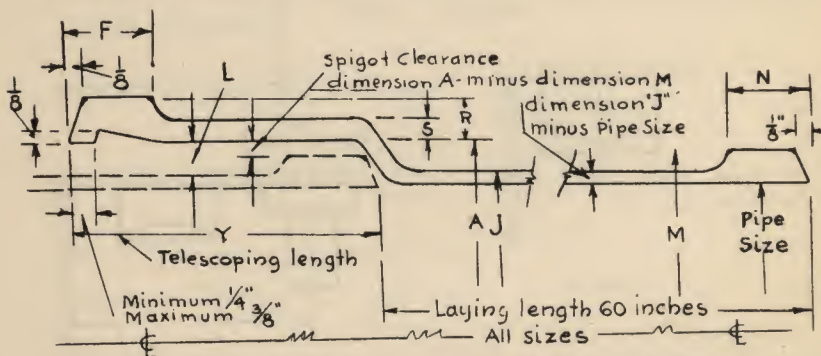 F
1/8
L
Spigot Clearance
dimension A- minus dimension M
dimension "J"
minus Pipe Size
N
1/8
S
R
1/8"
A
J
M
Pipe
Size
Y
Telescoping length
Minimum 1/4"
Maximum 3/8"
Laying length 60 inches
All sizes
℄
℄